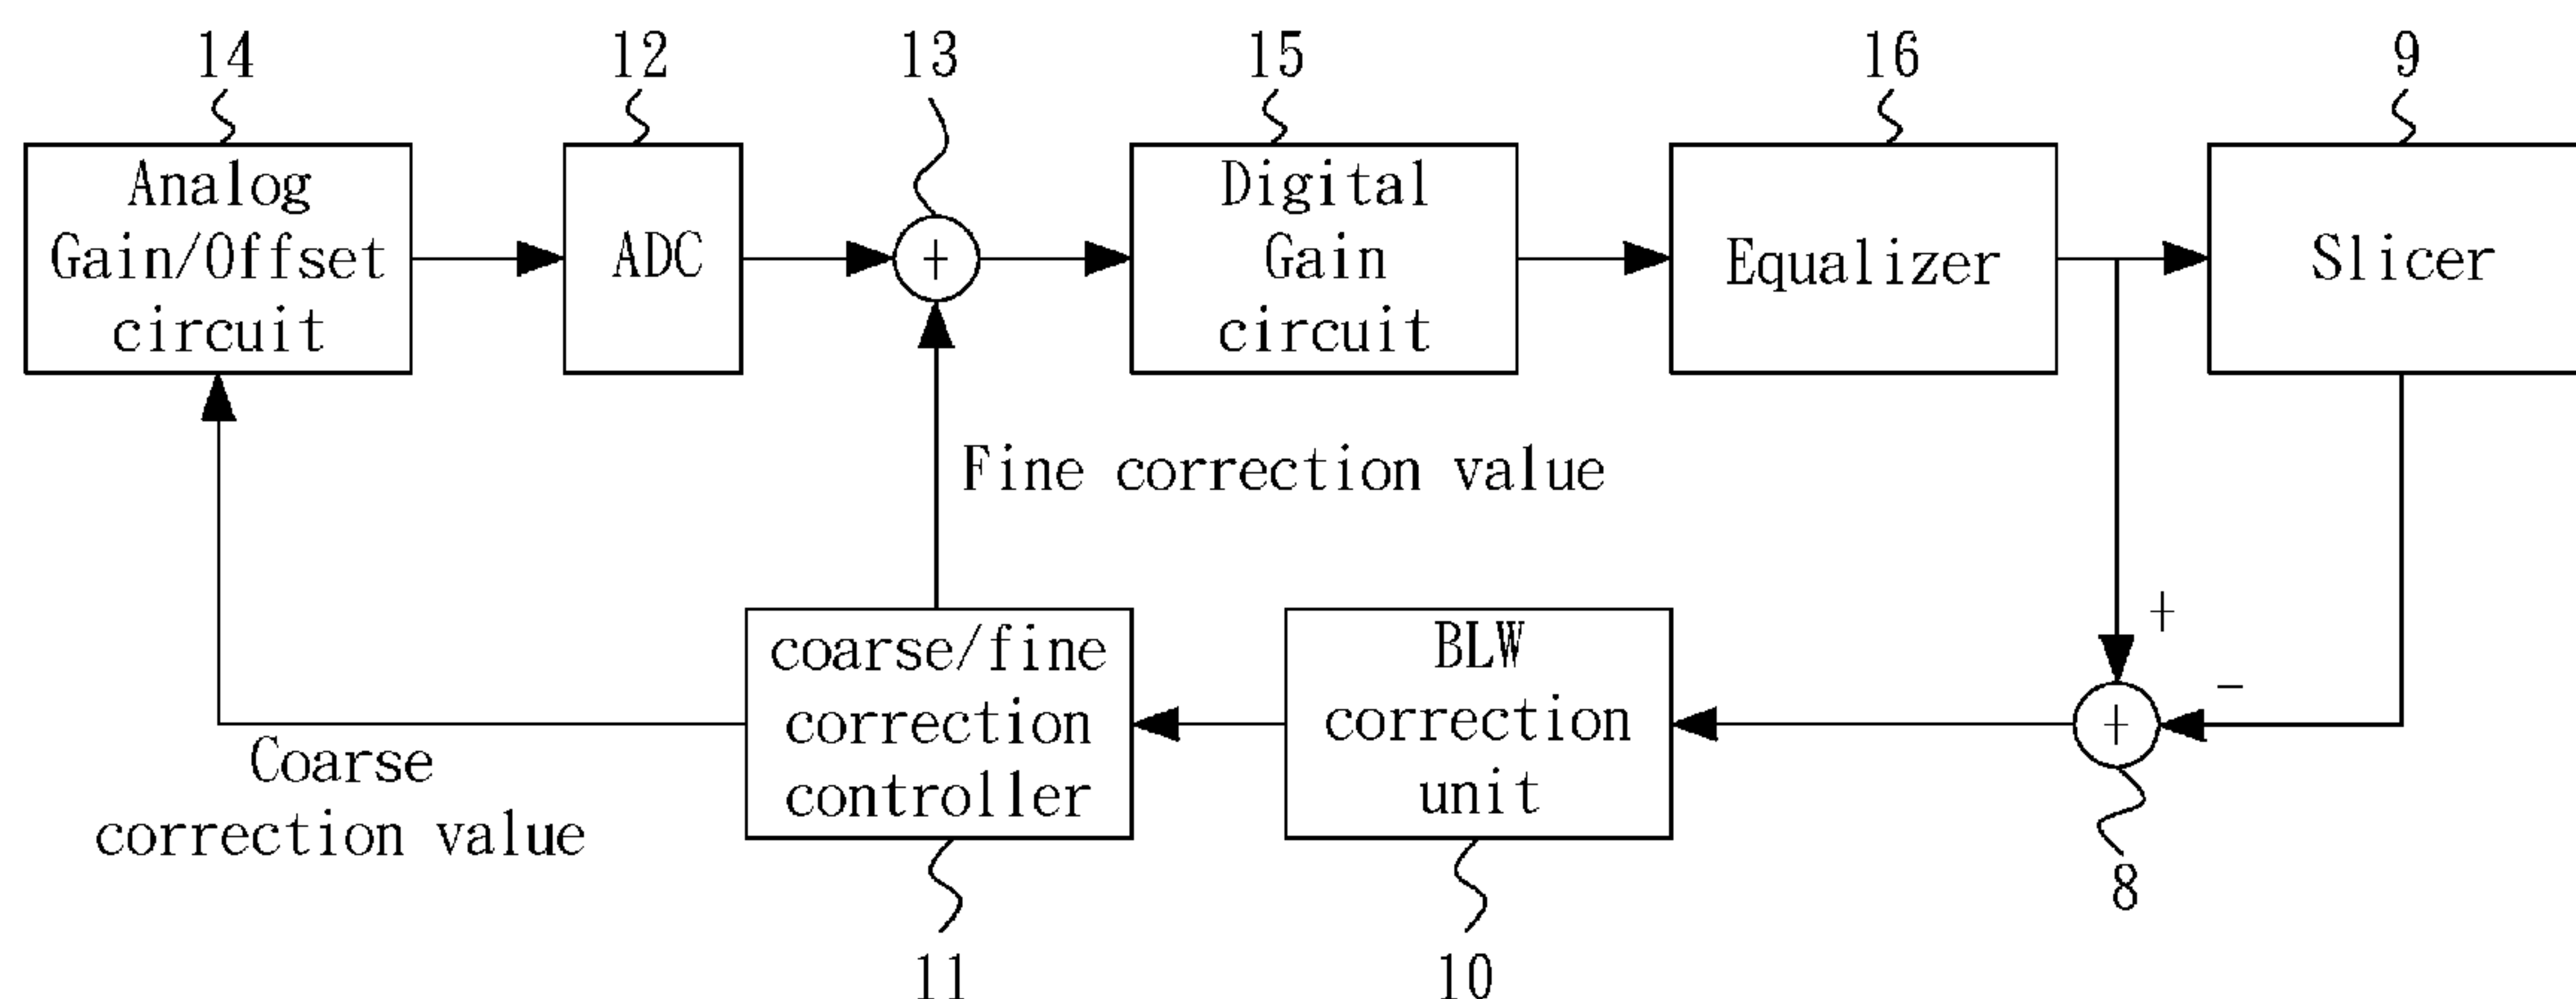 14
12
13
15
16
9
Analog
Gain/Offset
circuit
ADC
+
Digital
Gain
circuit
Equalizer
Slicer
Fine correction value
coarse/fine
correction
controller
BLW
correction
unit
+
−
+
Coarse
correction value
8
11
10